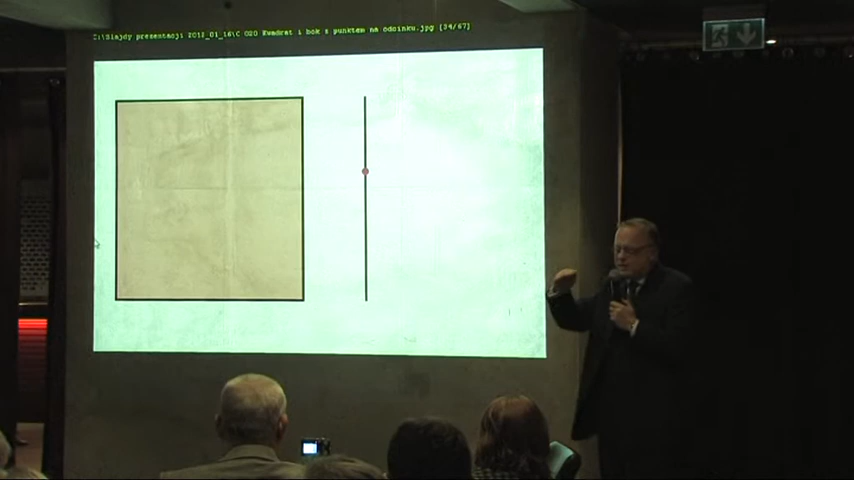 C:\Slajdy prezentacji 2012_01_16\C 020 Kwadrat i bok z punktem na odcinku.jpg [34/67]